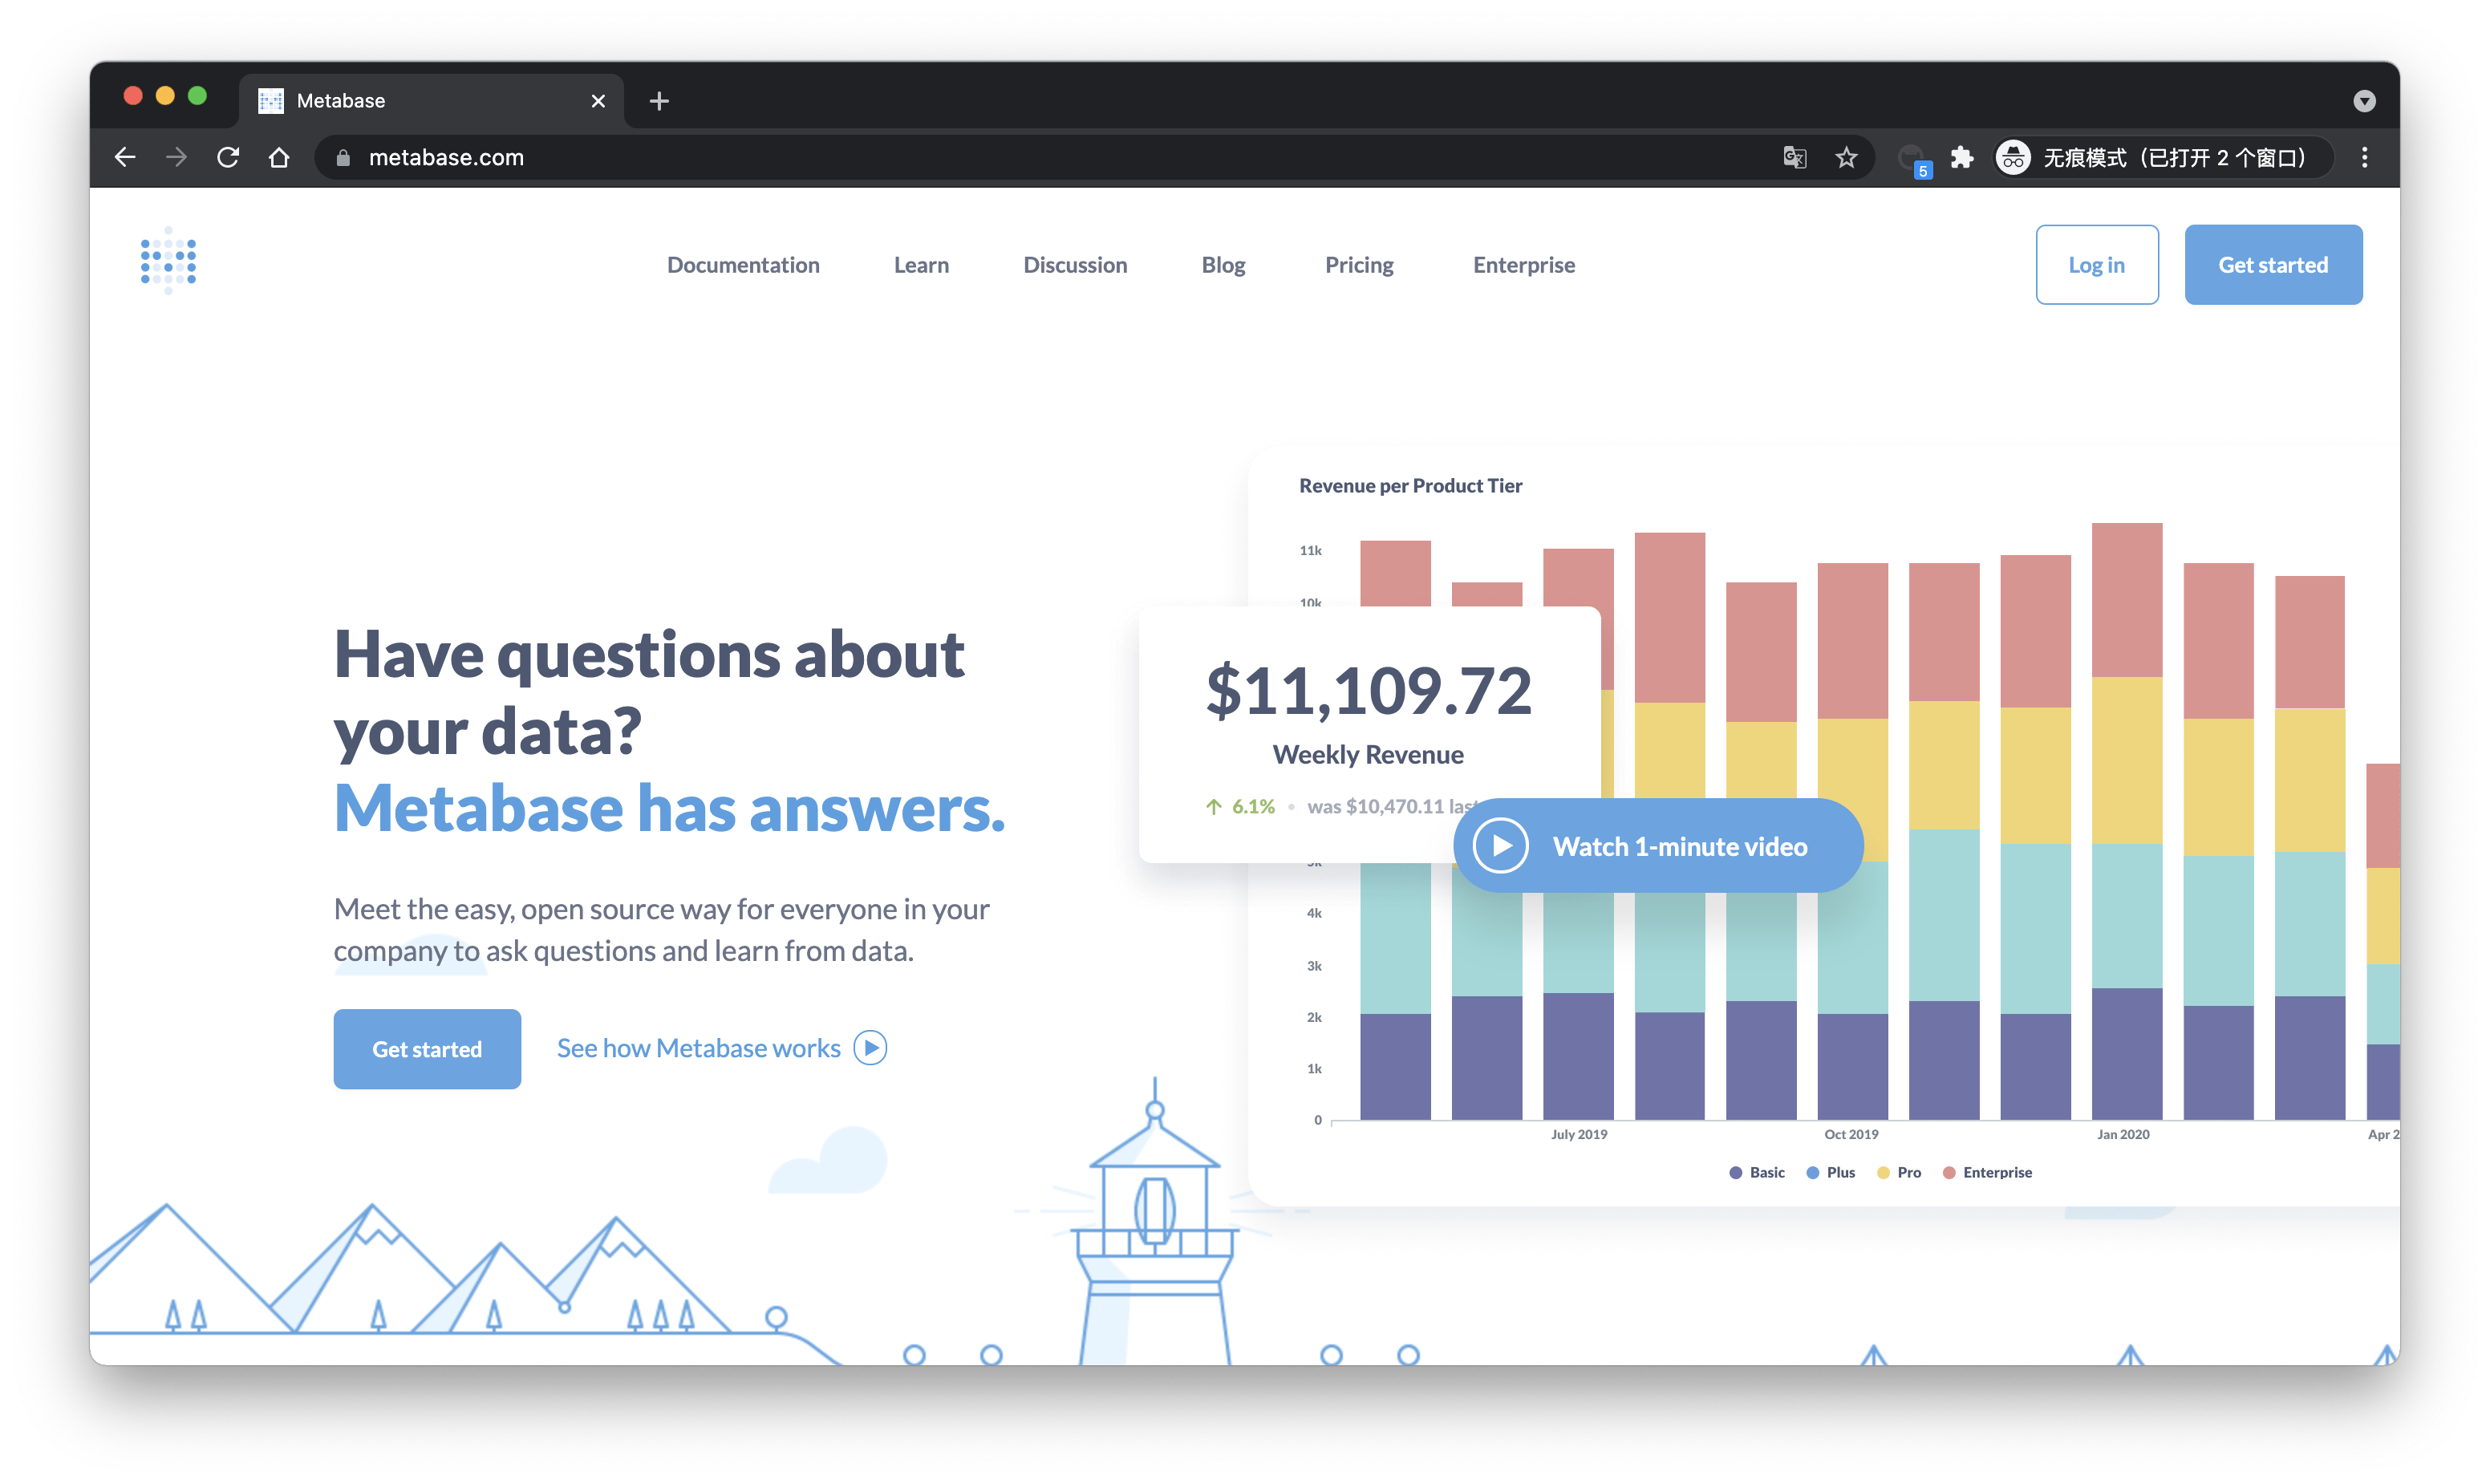 Metabase
metabase.com
5
无痕模式（已打开 2 个窗口）
Documentation
Learn
Discussion
Blog
Pricing
Enterprise
Log in
Get started
Have questions about
your data?
Metabase has answers.
Meet the easy, open source way for everyone in your
company to ask questions and learn from data.
Get started
See how Metabase works
Revenue per Product Tier
11k
10k
$11,109.72
Weekly Revenue
6.1% • was $10,470.11
Watch 1-minute video
4k
3k
2k
1k
0
July 2019
Oct 2019
Jan 2020
Apr
Basic
Plus
Pro
Enterprise